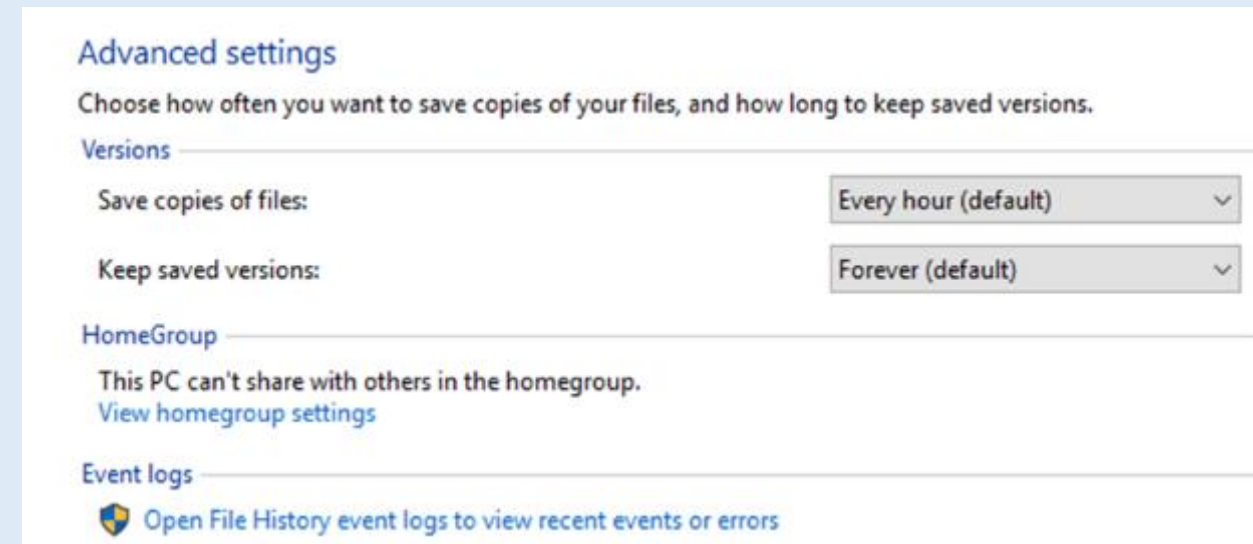 Advanced settings
Choose how often you want to save copies of your files, and how long to keep saved versions.
Versions
Save copies of files: Every hour (default)
Keep saved versions: Forever (default)
HomeGroup
This PC can't share with others in the homegroup.
View homegroup settings
Event logs
Open File History event logs to view recent events or errors